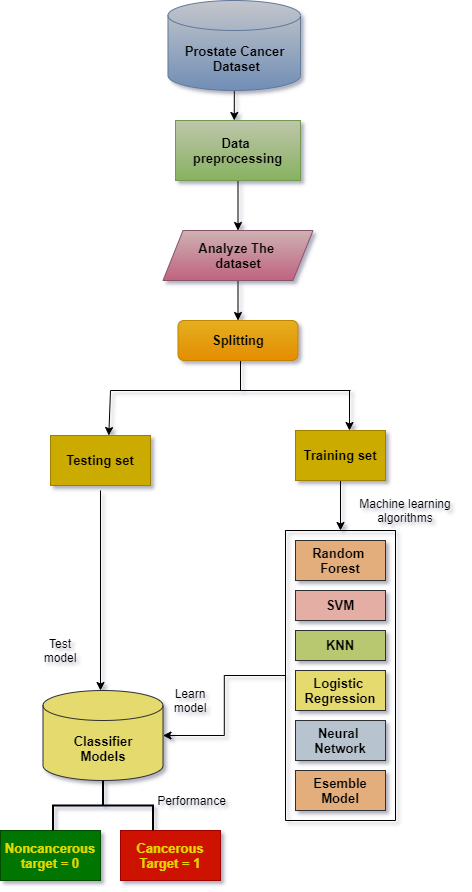 Prostate Cancer
Dataset
Data
preprocessing
Analyze The
dataset
Splitting
Testing set
Training set
Machine learning
algorithms
Random
Forest
SVM
KNN
Logistic
Regression
Neural
Network
Esemble
Model
Test
model
Learn
model
Classifier
Models
Performance
Noncancerous
target = 0
Cancerous
Target = 1